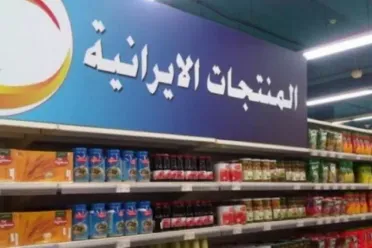 المنتجات الايرانية